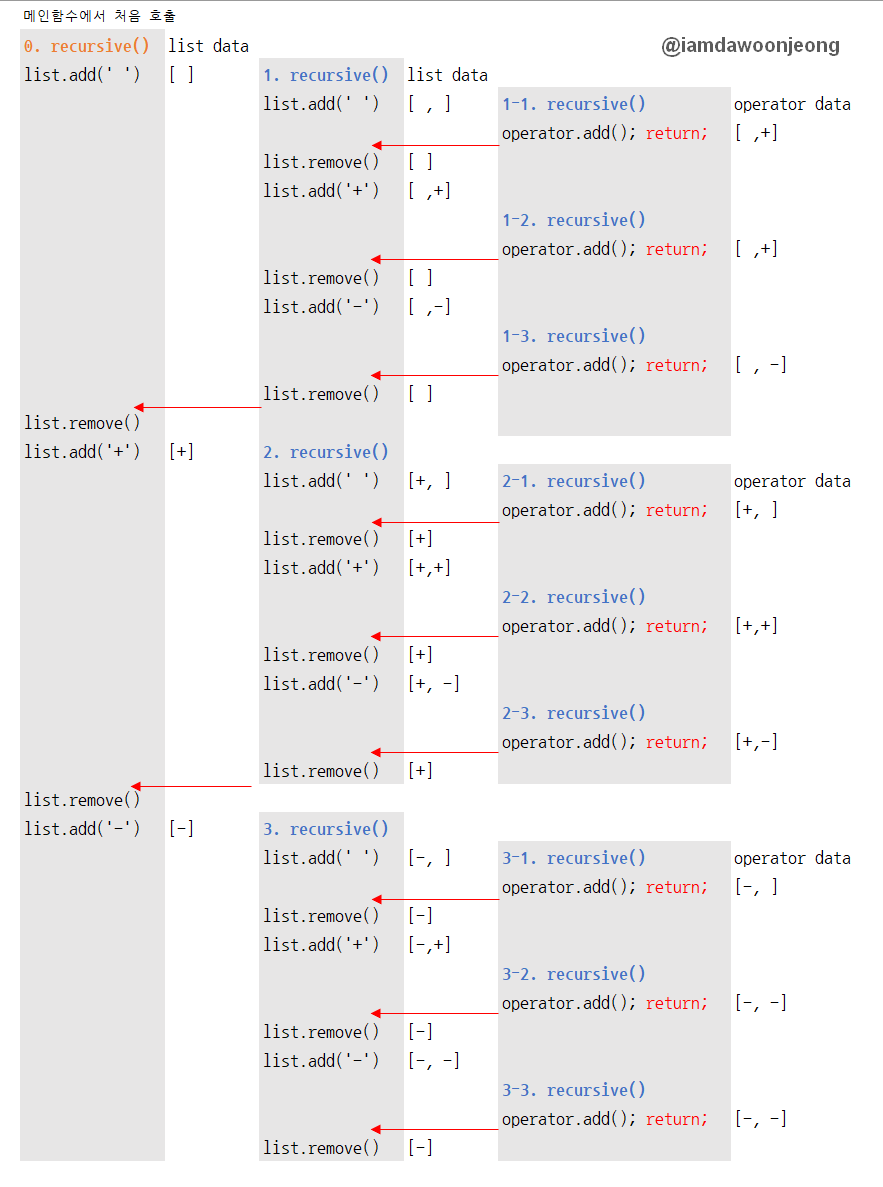 메인함수에서 처음 호출
0. recursive() list data @iamdawoonjeong
list.add(' ') [ ] 1. recursive() list data
list.add(' ') [ , ] 1-1. recursive() operator data
operator.add(); return; [ ,+]
list.remove() [ ]
list.add('+') [ ,+]
1-2. recursive()
operator.add(); return; [ ,+]
list.remove() [ ]
list.add('-') [ ,-]
1-3. recursive()
operator.add(); return; [ , -]
list.remove() [ ]
list.remove()
list.add('+') [+] 2. recursive()
list.add(' ') [+, ] 2-1. recursive() operator data
operator.add(); return; [+, ]
list.remove() [+]
list.add('+') [+,+]
2-2. recursive()
operator.add(); return; [+,+]
list.remove() [+]
list.add('-') [+, -]
2-3. recursive()
operator.add(); return; [+,-]
list.remove() [+]
list.remove()
list.add('-') [-] 3. recursive()
list.add(' ') [-, ] 3-1. recursive() operator data
operator.add(); return; [-, ]
list.remove() [-]
list.add('+') [-,+]
3-2. recursive()
operator.add(); return; [-, -]
list.remove() [-]
list.add('-') [-, -]
3-3. recursive()
operator.add(); return; [-, -]
list.remove() [-]